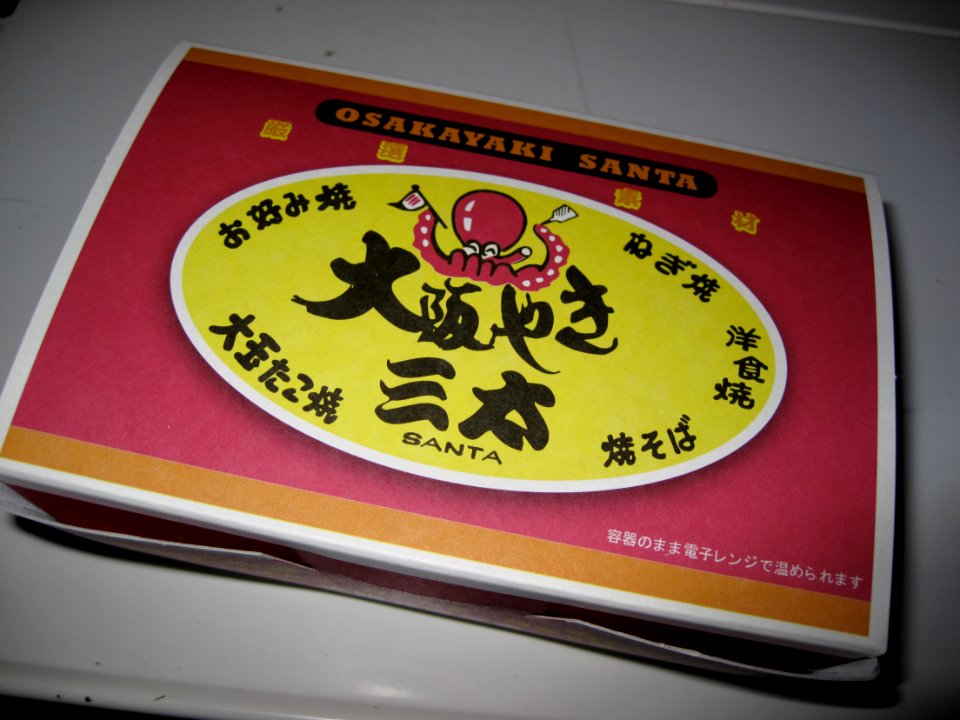 OSAKAYAKI SANTA
厳選素材
お好み焼
ねぎ焼
大阪やき
三太
SANTA
大玉たこ焼
洋食焼
焼そば
容器のまま電子レンジで温められます